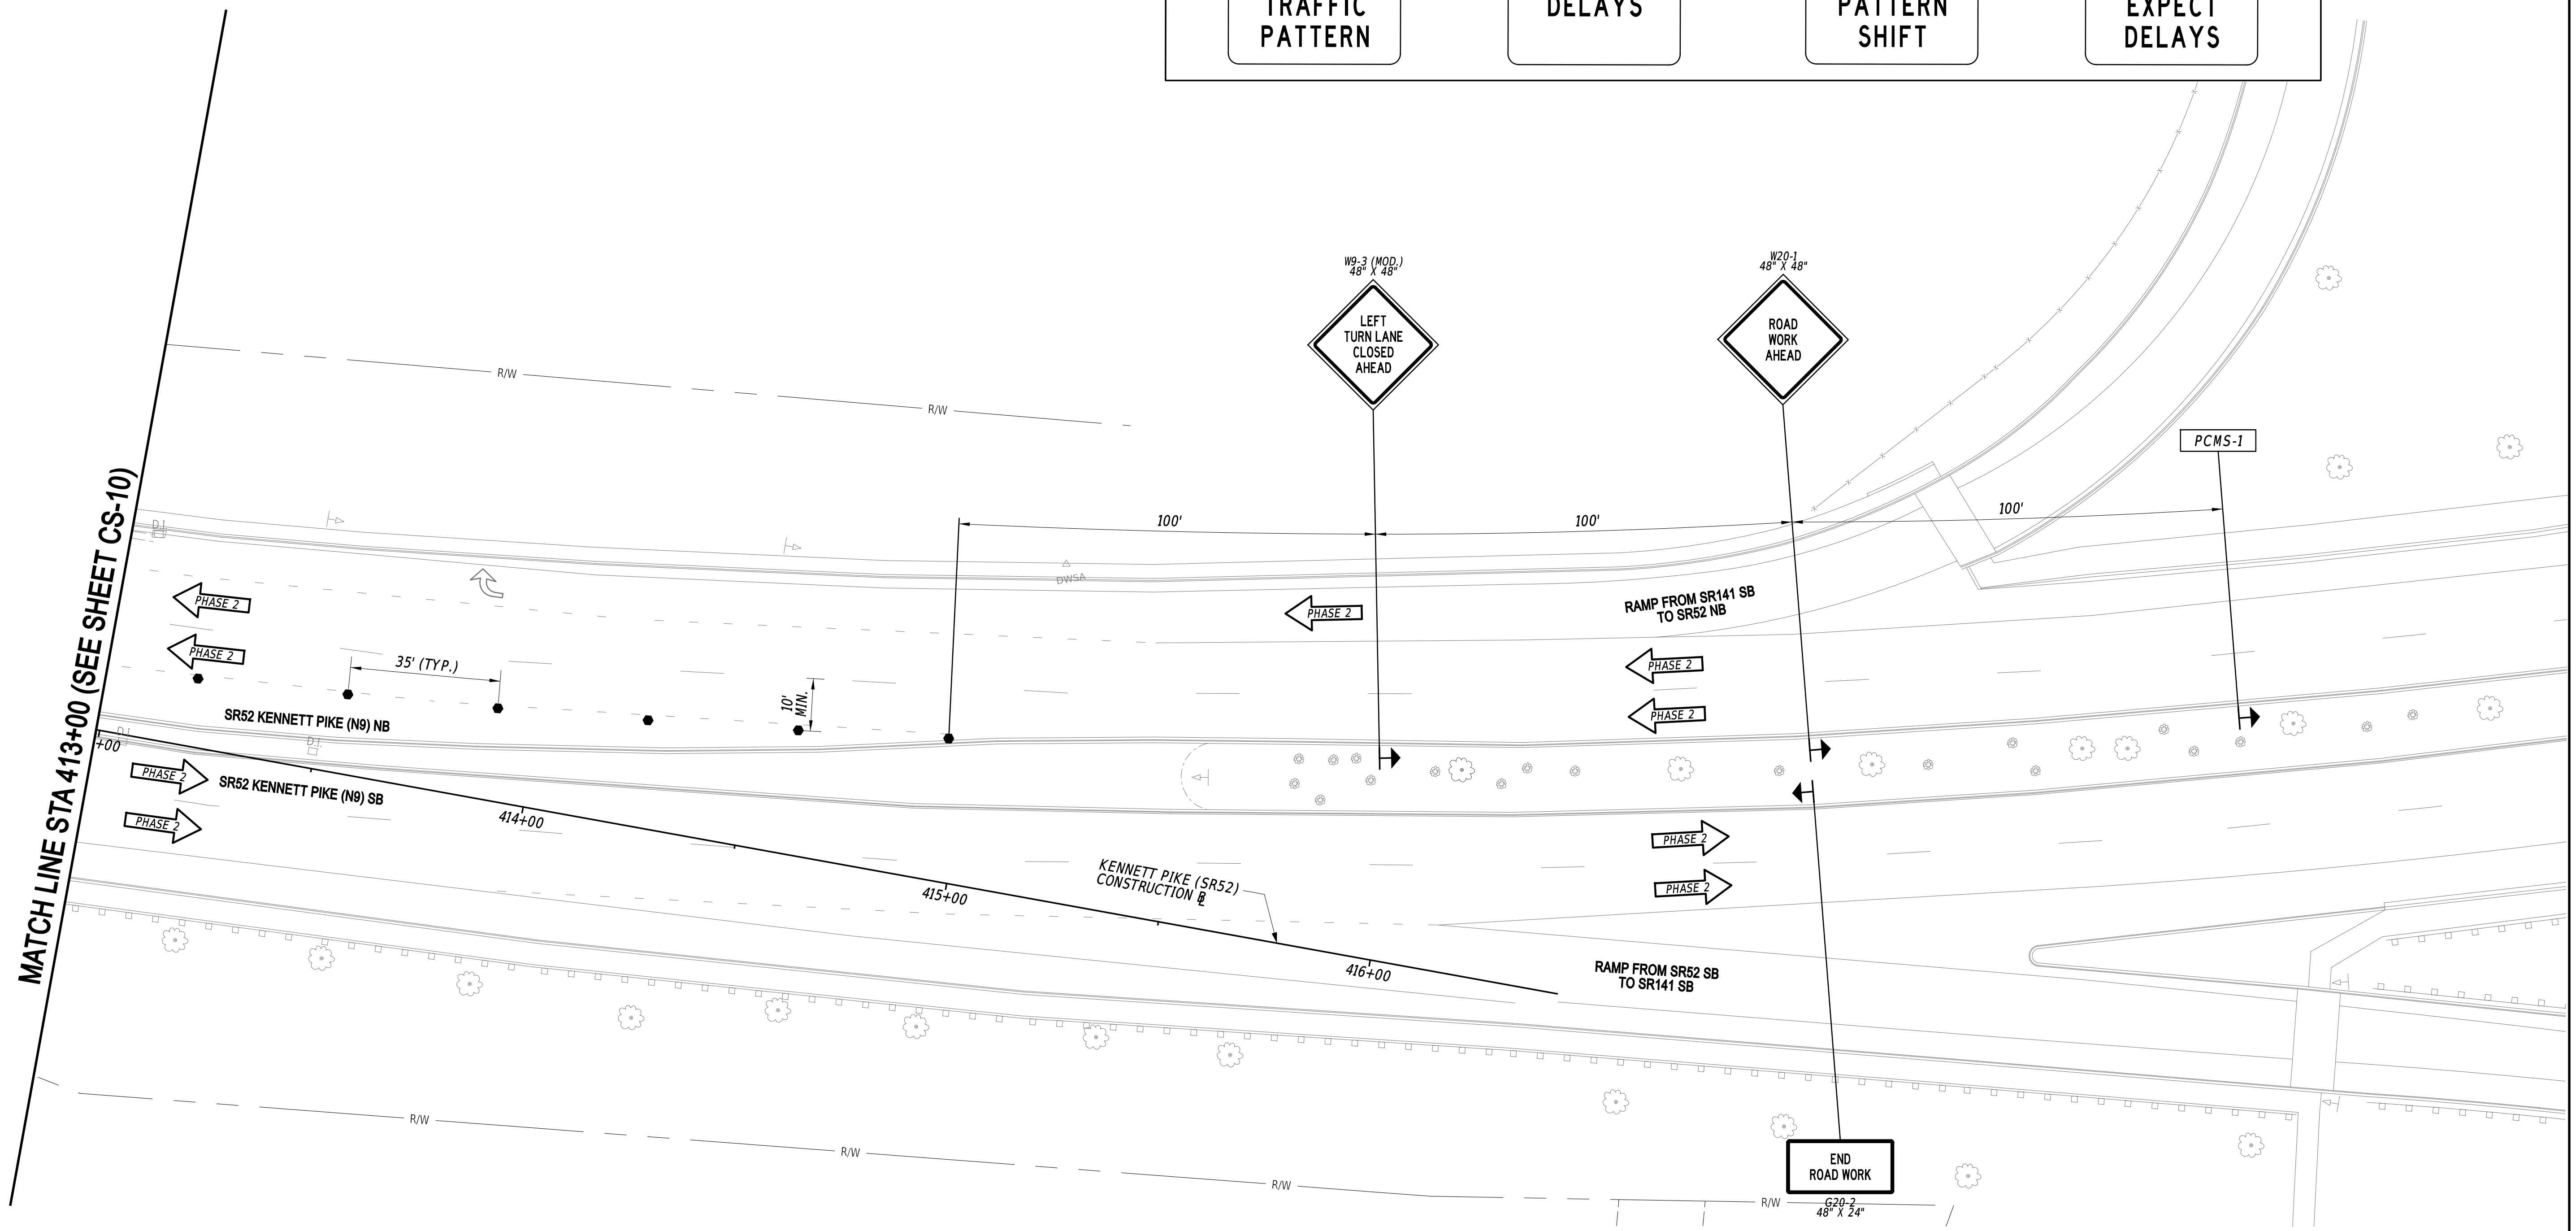 TRAFFIC
PATTERN
DELAYS
PATTERN
SHIFT
EXPECT
DELAYS
W9-3 (MOD.)
48" X 48"
LEFT
TURN LANE
CLOSED
AHEAD
W20-1
48" X 48"
ROAD
WORK
AHEAD
R/W
R/W
PCMS-1
MATCH LINE STA 413+00 (SEE SHEET CS-10)
100'
100'
100'
D.I.
DWSA
PHASE 2
PHASE 2
PHASE 2
RAMP FROM SR141 SB
TO SR52 NB
PHASE 2
PHASE 2
35' (TYP.)
10'
MIN.
SR52 KENNETT PIKE (N9) NB
D.I.
D.I.
+00
PHASE 2
SR52 KENNETT PIKE (N9) SB
PHASE 2
414+00
415+00
416+00
KENNETT PIKE (SR52)
CONSTRUCTION BL
PHASE 2
PHASE 2
RAMP FROM SR52 SB
TO SR141 SB
R/W
R/W
R/W
R/W
END
ROAD WORK
G20-2
48" X 24"